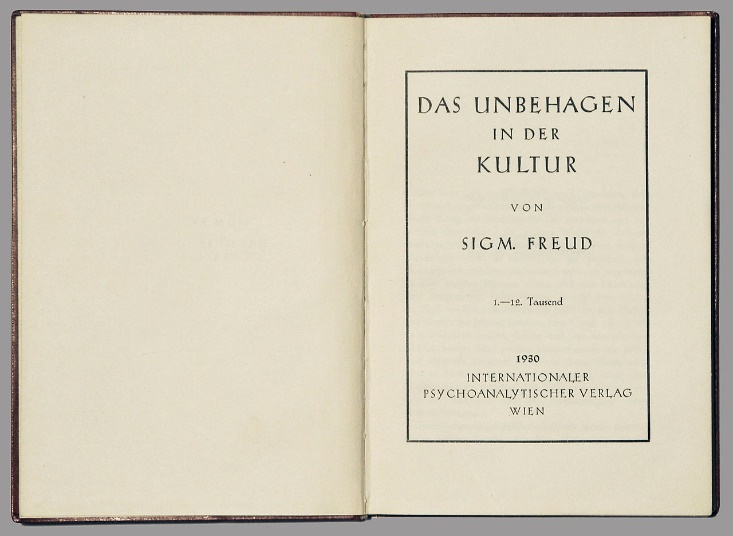 DAS UNBEHAGEN
IN DER
KULTUR
VON
SIGM. FREUD
1.—12. Tausend
1930
INTERNATIONALER
PSYCHOANALYTISCHER VERLAG
WIEN